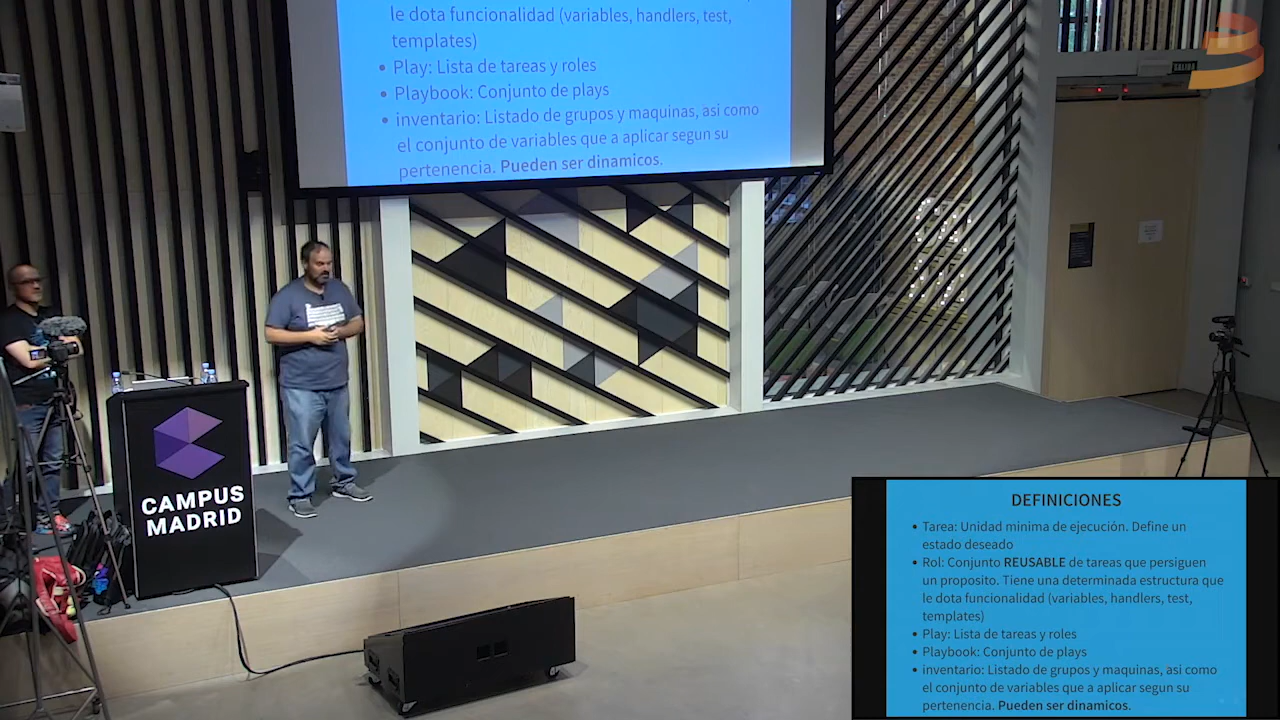 le dota funcionalidad (variables, handlers, test,
templates)
• Play: Lista de tareas y roles
• Playbook: Conjunto de plays
• inventario: Listado de grupos y maquinas, asi como
el conjunto de variables que a aplicar segun su
pertenencia. Pueden ser dinamicos.
SALIDA
CAMPUS
MADRID
DEFINICIONES
• Tarea: Unidad minima de ejecución. Define un
estado deseado
• Rol: Conjunto REUSABLE de tareas que persiguen
un proposito. Tiene una determinada estructura que
le dota funcionalidad (variables, handlers, test,
templates)
• Play: Lista de tareas y roles
• Playbook: Conjunto de plays
• inventario: Listado de grupos y maquinas, asi como
el conjunto de variables que a aplicar segun su
pertenencia. Pueden ser dinamicos.